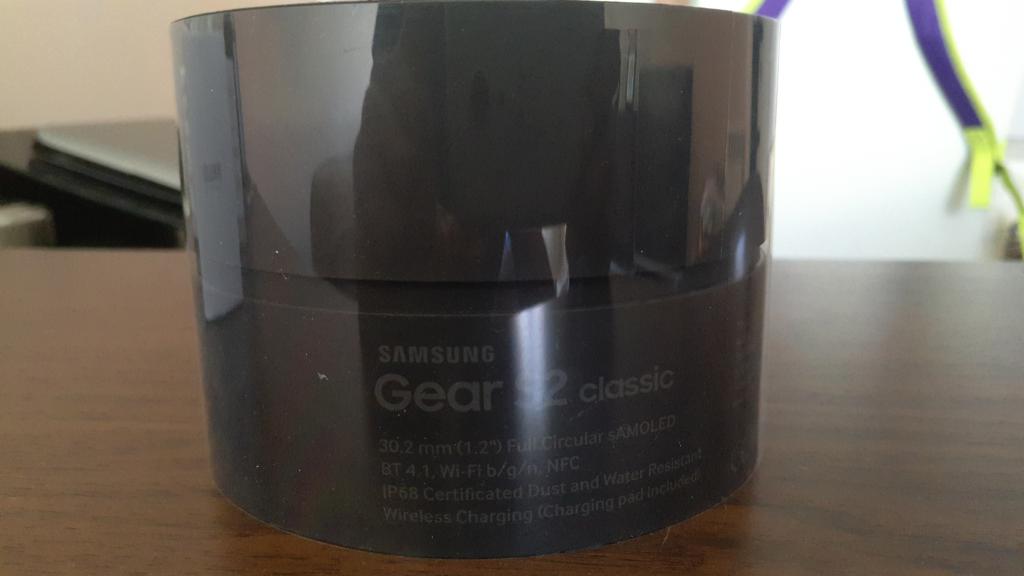 SAMSUNG
Gear S2 classic
30.2 mm (1.2") Full Circular sAMOLED
BT 4.1, Wi-Fi b/g/n, NFC
IP68 Certificated Dust and Water Resistant
Wireless Charging (Charging pad included)